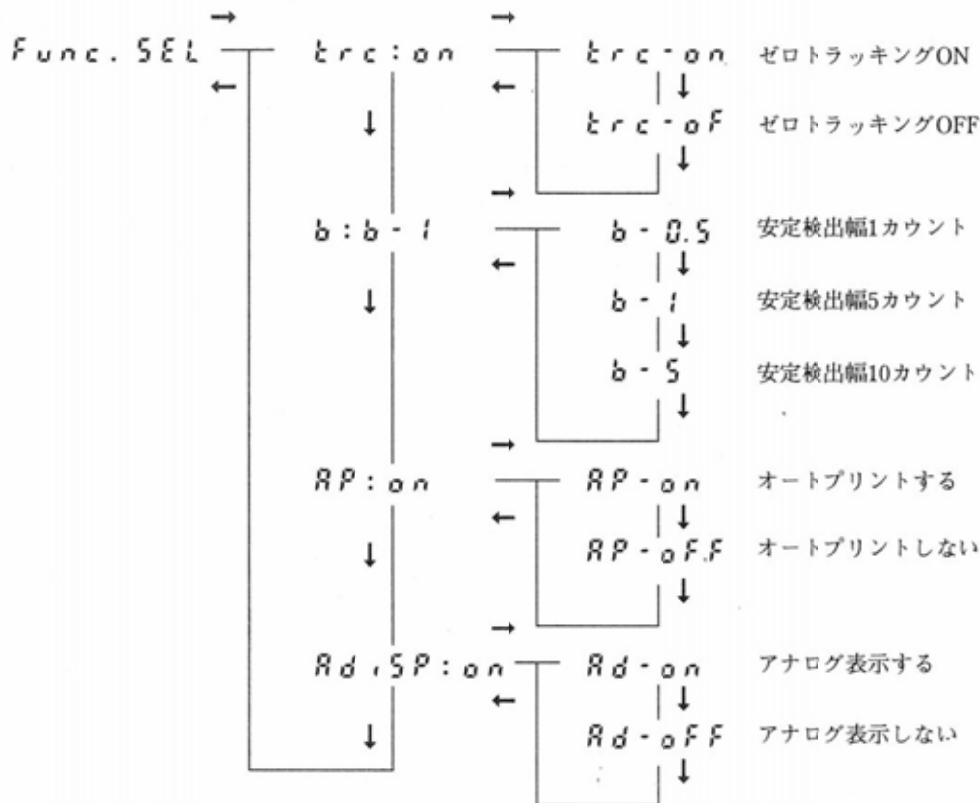 Func.SEL trc:on trc-on ゼロトラッキングON
trc-oF ゼロトラッキングOFF
b:b-1 b-0.5 安定検出幅1カウント
b-1 安定検出幅5カウント
b-5 安定検出幅10カウント
AP:on AP-on オートプリントする
AP-oF.F オートプリントしない
AdiSP:on Ad-on アナログ表示する
Ad-oFF アナログ表示しない